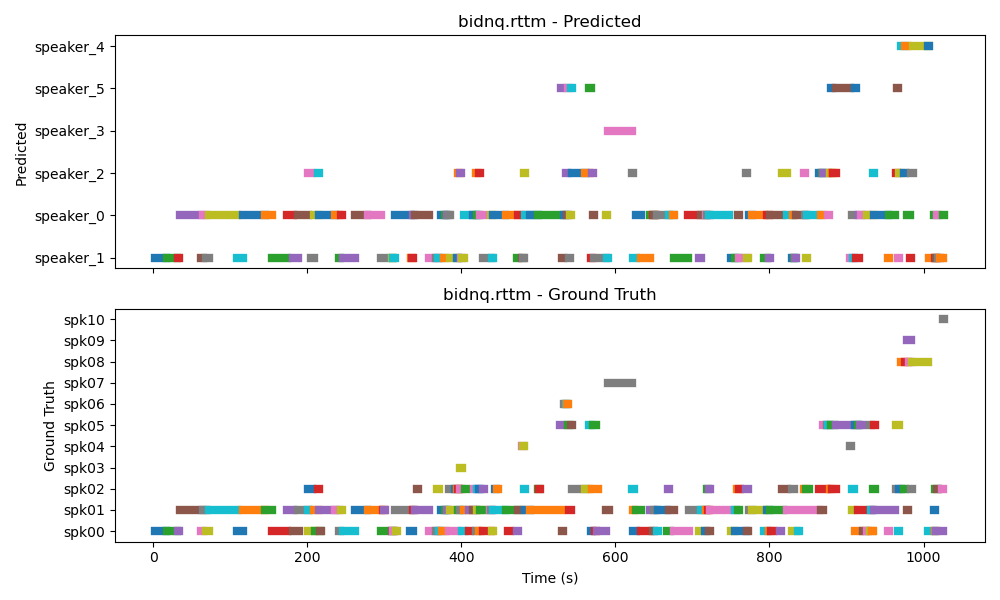 bidnq.rttm - Predicted
speaker_4
speaker_5
speaker_3
speaker_2
speaker_0
speaker_1
Predicted
bidnq.rttm - Ground Truth
spk10
spk09
spk08
spk07
spk06
spk05
spk04
spk03
spk02
spk01
spk00
Ground Truth
0 200 400 600 800 1000
Time (s)